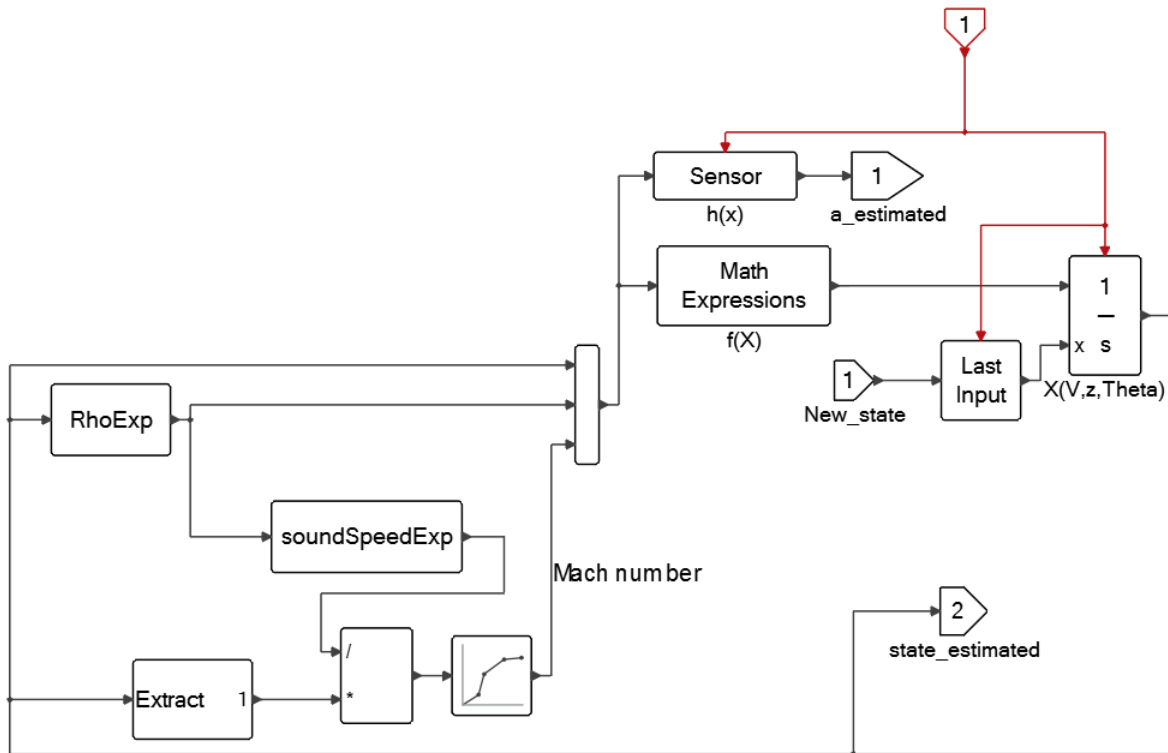 1
Sensor
h(x)
1
a_estimated
Math
Expressions
f(X)
1
s
x
X(V,z,Theta)
1
New_state
Last
Input
RhoExp
soundSpeedExp
Mach number
/
*
Extract 1
2
state_estimated